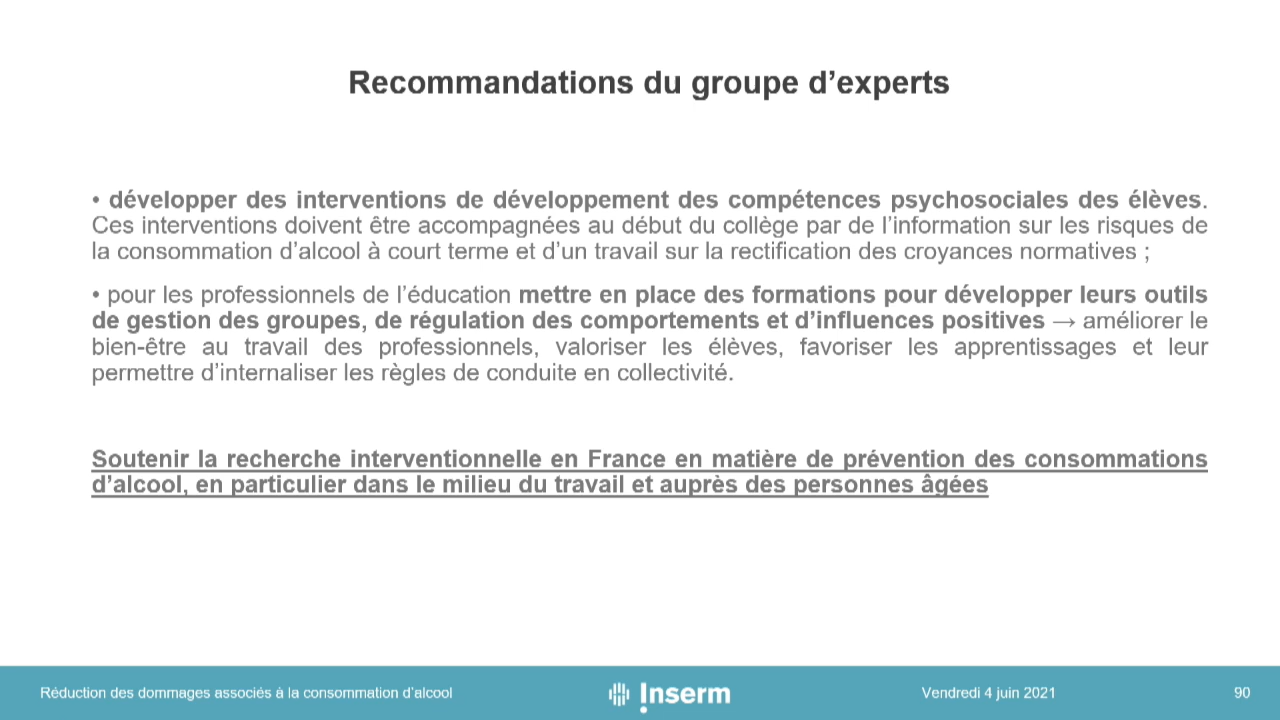 Recommandations du groupe d’experts
• développer des interventions de développement des compétences psychosociales des élèves.
Ces interventions doivent être accompagnées au début du collège par de l’information sur les risques de
la consommation d’alcool à court terme et d’un travail sur la rectification des croyances normatives ;
• pour les professionnels de l’éducation mettre en place des formations pour développer leurs outils
de gestion des groupes, de régulation des comportements et d’influences positives → améliorer le
bien-être au travail des professionnels, valoriser les élèves, favoriser les apprentissages et leur
permettre d’internaliser les règles de conduite en collectivité.
Soutenir la recherche interventionnelle en France en matière de prévention des consommations
d’alcool, en particulier dans le milieu du travail et auprès des personnes âgées
Réduction des dommages associés à la consommation d’alcool
Inserm
Vendredi 4 juin 2021
90